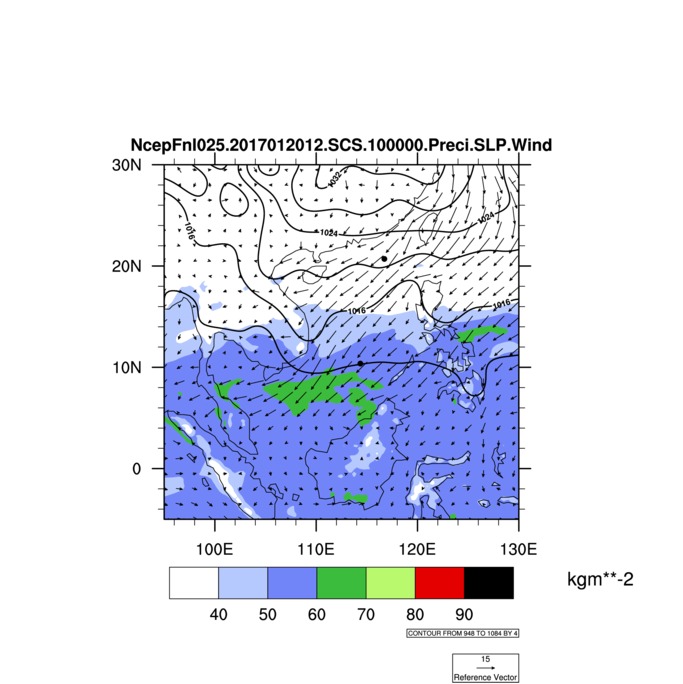 NcepFnl025.2017012012.SCS.100000.Preci.SLP.Wind
30N
1032
1024
1016
1024
20N
1016
1016
10N
0
100E 110E 120E 130E
kgm**-2
40 50 60 70 80 90
CONTOUR FROM 948 TO 1084 BY 4
15
Reference Vector